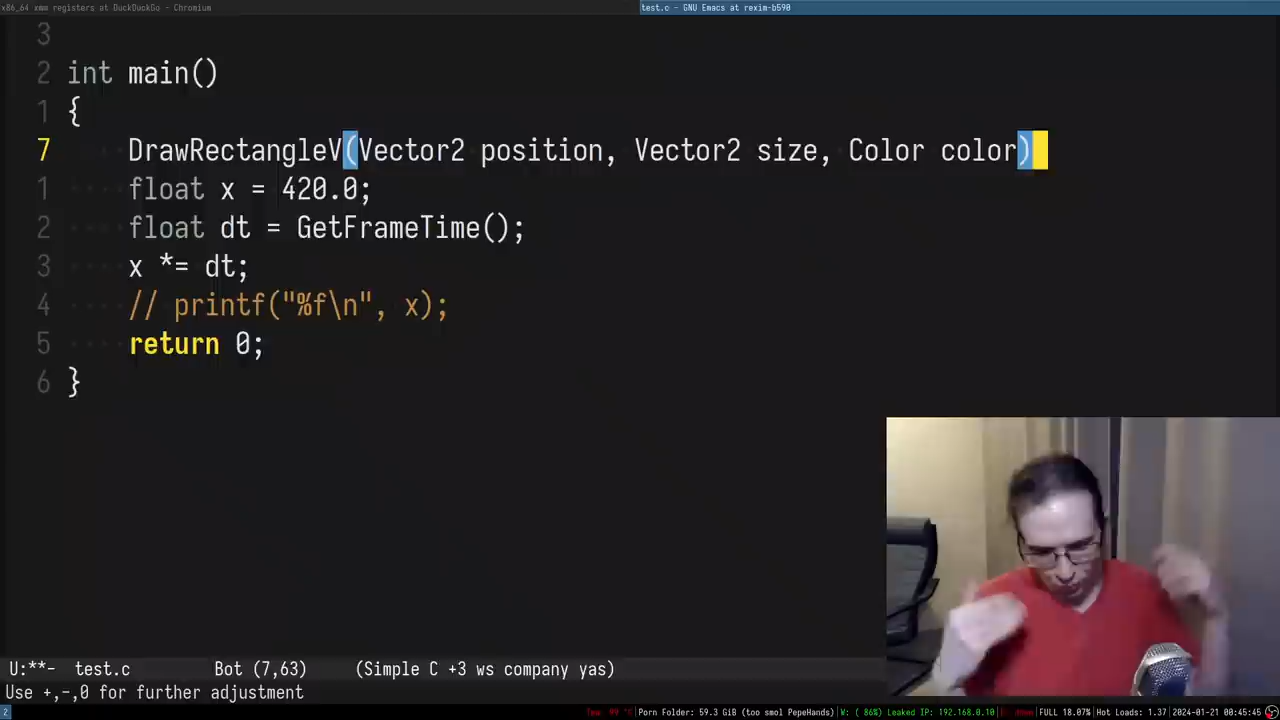 x86_64 xmm registers at DuckDuckGo - Chromium
test.c - GNU Emacs at rexim-b590
3
2 int main()
1 {
7 DrawRectangleV(Vector2 position, Vector2 size, Color color)
1 float x = 420.0;
2 float dt = GetFrameTime();
3 x *= dt;
4 // printf("%f\n", x);
5 return 0;
6 }
U:**- test.c Bot (7,63) (Simple C +3 ws company yas)
Use +,-,0 for further adjustment
2 Porn Folder: 59.3 GiB (too smol PepeHands) W: ( 86%) Leaked IP: 192.168.0.10 FULL 18.07% Hot Loads: 1.37 2024-01-21 00:45:45